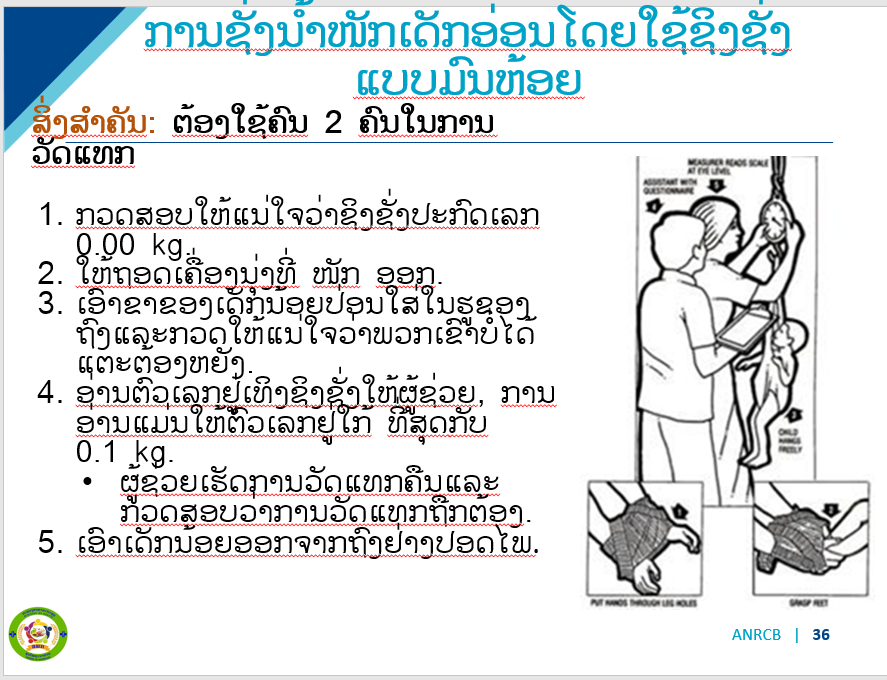 ການຊັ່ງນ້ຳໜັກເດັກອ່ອນໂດຍໃຊ້ຊິງຊັ່ງ
ແບບມົນຫ້ອຍ
ສິ່ງສຳຄັນ: ຕ້ອງໃຊ້ຄົນ 2 ຄົນໃນການ
ວັດແທກ
1. ກວດສອບໃຫ້ແນ່ໃຈວ່າຊິງຊັ່ງປະກົດເລກ
0.00 kg.
2. ໃຫ້ຖອດເຄື່ອງນຸ່ງທີ່ ໜັກ ອອກ.
3. ເອົາຂາຂອງເດັກນ້ອຍປ່ອນໃສ່ໃນຮູຂອງ
ຖົງແລະກວດໃຫ້ແນ່ໃຈວ່າພວກເຂົາບໍ່ໄດ້
ແຕະຕ້ອງຫຍັງ.
4. ອ່ານຕົວເລກຢູ່ເທິງຊິງຊັ່ງໃຫ້ຜູ້ຊ່ວຍ, ການ
ອ່ານແມ່ນໃຫ້ຕົວເລກຢູ່ໃກ້ ທີ່ສຸດກັບ
0.1 kg.
• ຜູ້ຊ່ວຍເຮັດການວັດແທກຄືນແລະ
ກວດສອບວ່າການວັດແທກຖືກຕ້ອງ.
5. ເອົາເດັກນ້ອຍອອກຈາກຖົງຢ່າງປອດໄພ.
MEASURER READS SCALE
AT EYE LEVEL
ASSISTANT WITH
QUESTIONNAIRE
CHILD
HANGS
FREELY
PUT HANDS THROUGH LEG HOLES
GRASP FEET
ANRCB | 36